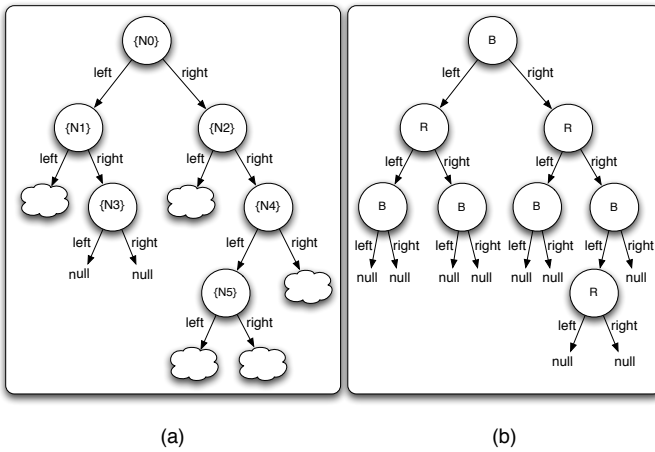 {N0}
left
right
{N1}
{N2}
left
right
left
right
{N3}
{N4}
left
right
left
right
null
null
{N5}
left
right
(a)
B
left
right
R
R
left
right
left
right
B
B
B
B
left
right
left
right
left
right
left
right
null
null
null
null
null
null
null
R
left
right
null
null
(b)